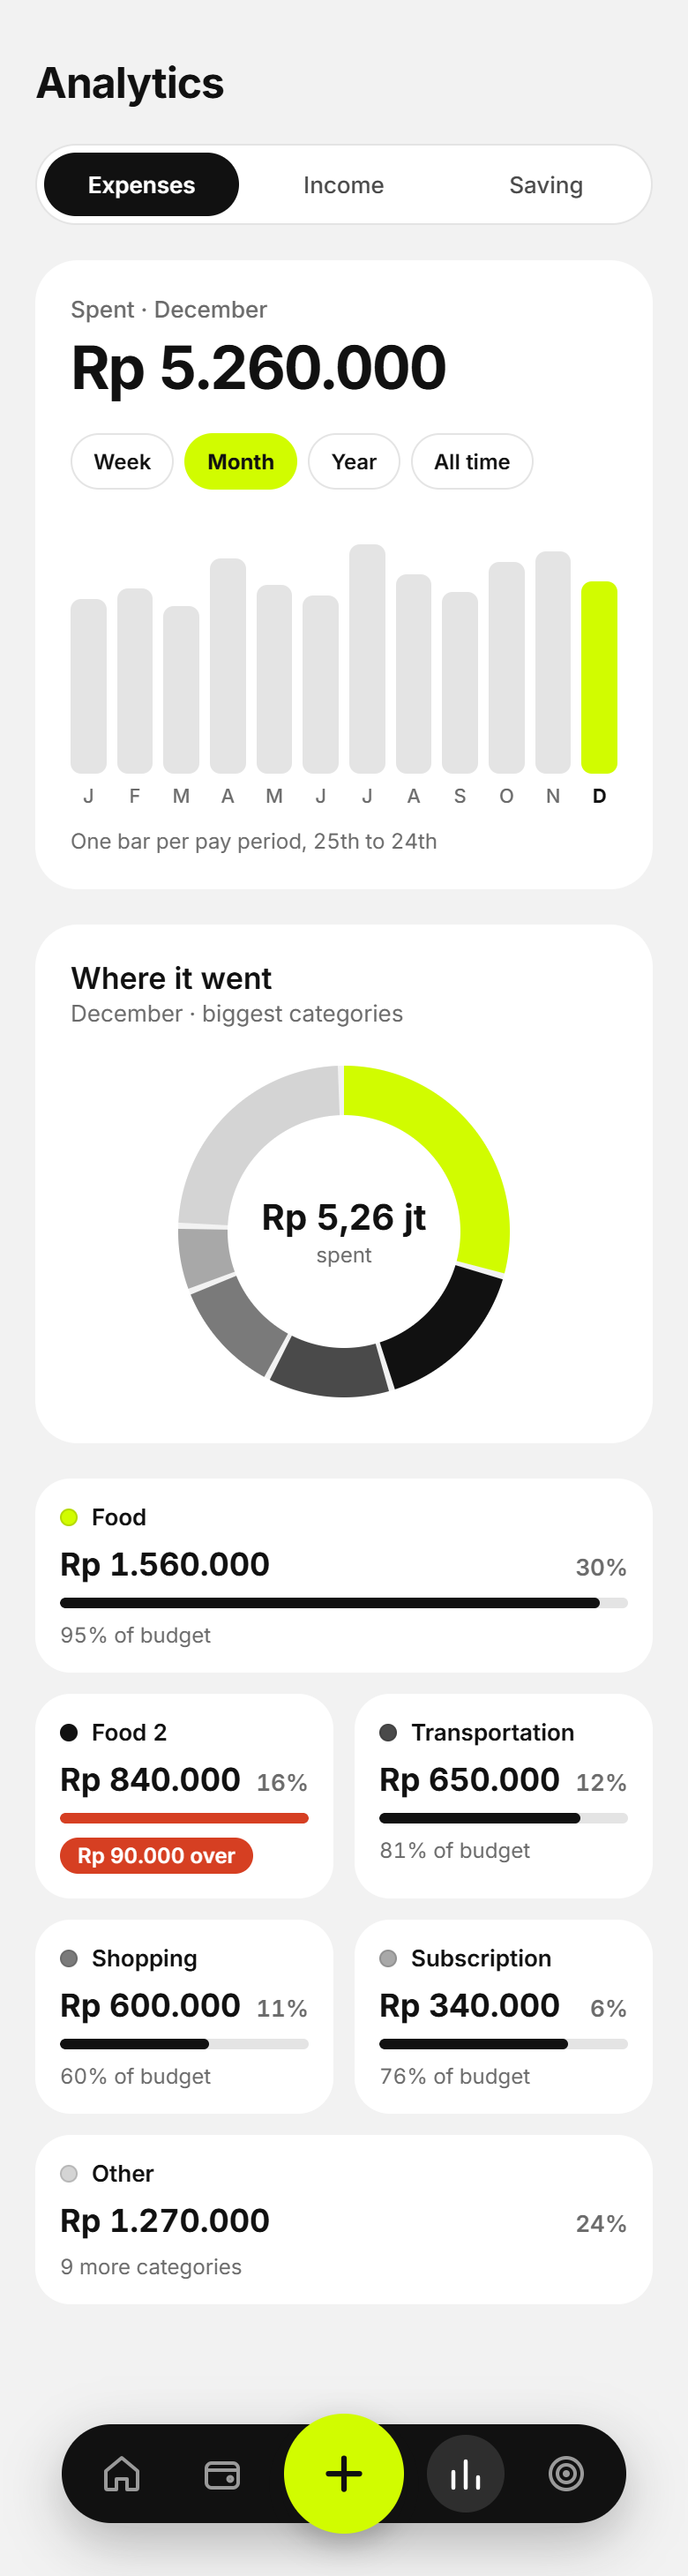 Analytics
Expenses Income Saving
Spent · December
Rp 5.260.000
Week Month Year All time
J F M A M J J A S O N D
One bar per pay period, 25th to 24th
Where it went
December · biggest categories
Rp 5,26 jt
spent
Food
Rp 1.560.000 30%
95% of budget
Food 2
Rp 840.000 16%
Rp 90.000 over
Transportation
Rp 650.000 12%
81% of budget
Shopping
Rp 600.000 11%
60% of budget
Subscription
Rp 340.000 6%
76% of budget
Other
Rp 1.270.000 24%
9 more categories